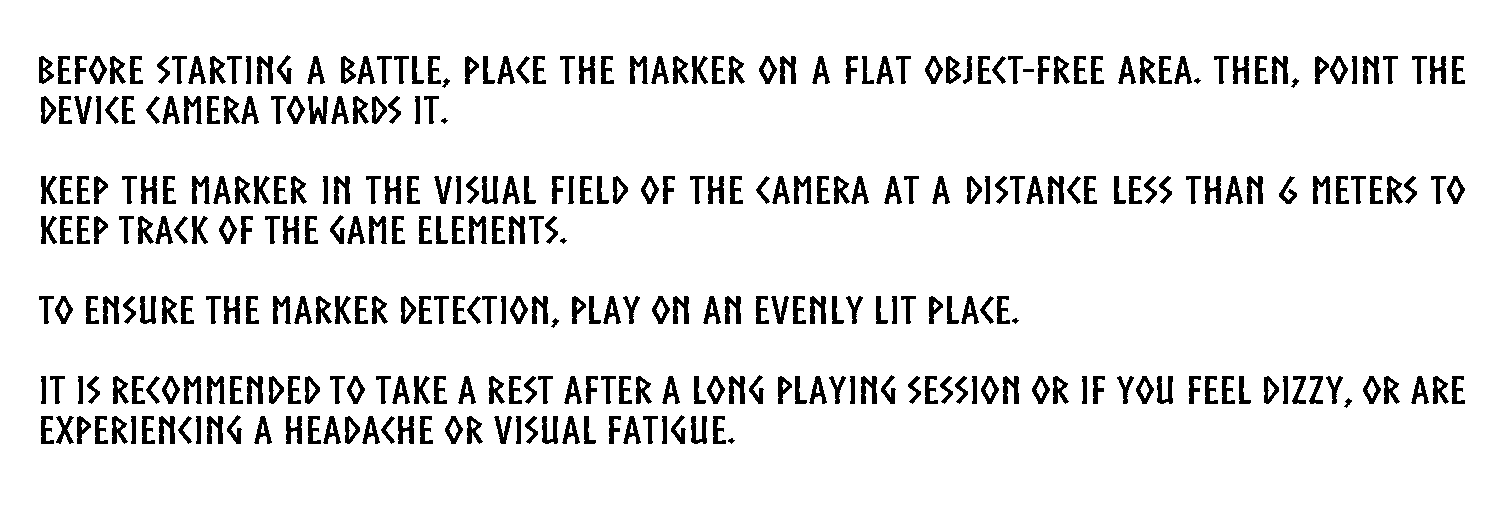 BEFORE STARTING A BATTLE, PLACE THE MARKER ON A FLAT OBJECT-FREE AREA. THEN, POINT THE
DEVICE CAMERA TOWARDS IT.
KEEP THE MARKER IN THE VISUAL FIELD OF THE CAMERA AT A DISTANCE LESS THAN 6 METERS TO
KEEP TRACK OF THE GAME ELEMENTS.
TO ENSURE THE MARKER DETECTION, PLAY ON AN EVENLY LIT PLACE.
IT IS RECOMMENDED TO TAKE A REST AFTER A LONG PLAYING SESSION OR IF YOU FEEL DIZZY, OR ARE
EXPERIENCING A HEADACHE OR VISUAL FATIGUE.